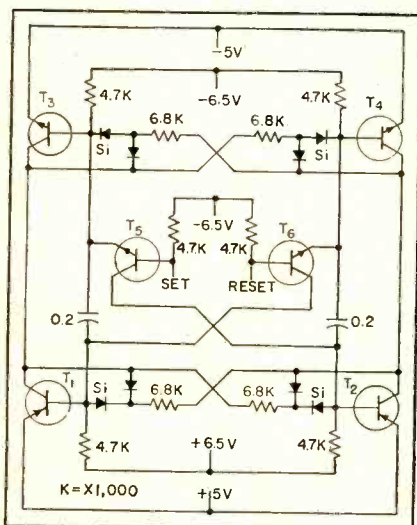 -5V
4.7K
-6.5V
4.7K
T3
T4
6.8K
6.8K
Si
Si
T5
-6.5V
T6
4.7K
4.7K
SET
RESET
0.2
0.2
T1
Si
Si
T2
6.8K
6.8K
4.7K
+6.5V
4.7K
K=X1,000
+5V